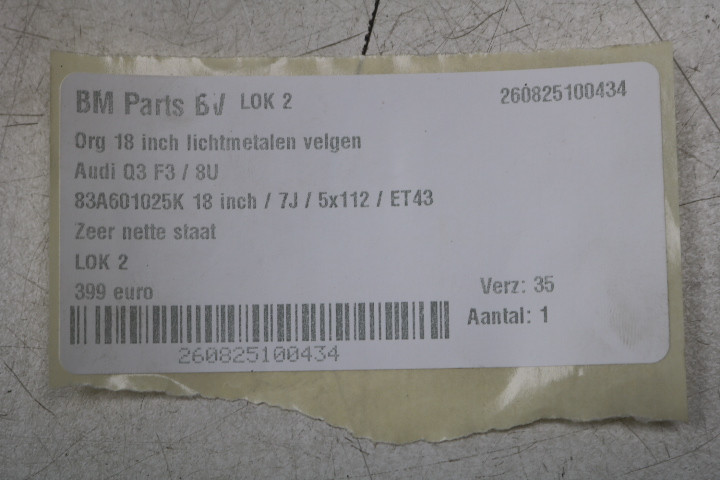 BM Parts BV LOK 2 260825100434
Org 18 inch lichtmetalen velgen
Audi Q3 F3 / 8U
83A601025K 18 inch / 7J / 5x112 / ET43
Zeer nette staat
LOK 2
399 euro Verz: 35
Aantal: 1
260825100434